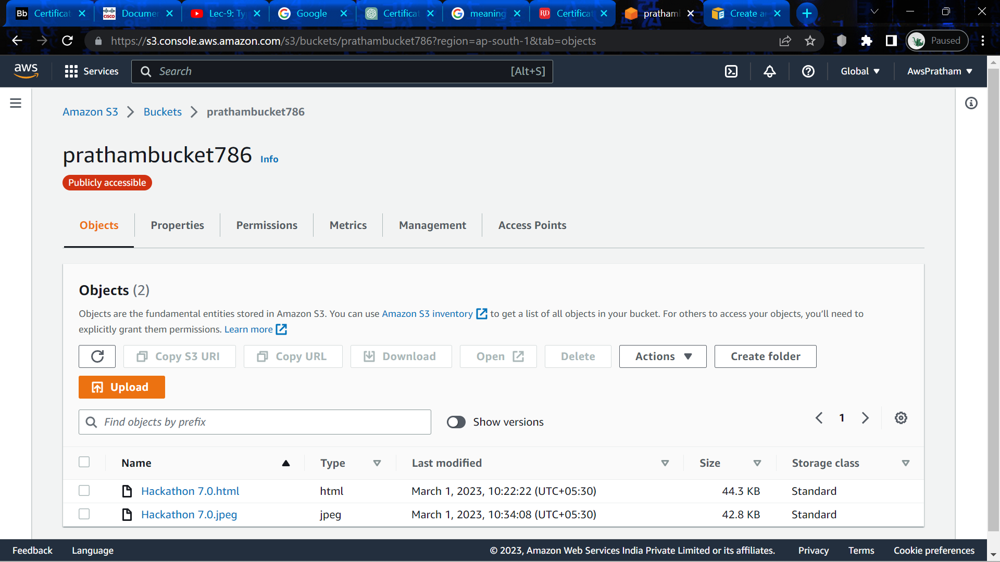 Bb Certificat
CISCO Documen
Lec-9: Ty
Google
Certificat
meaning
RD Certificat
pratham
Create a
https://s3.console.aws.amazon.com/s3/buckets/prathambucket786?region=ap-south-1&tab=objects
Paused
aws
Services
Search [Alt+S]
Global
AwsPratham
Amazon S3 > Buckets > prathambucket786
prathambucket786 Info
Publicly accessible
Objects Properties Permissions Metrics Management Access Points
Objects (2)
Objects are the fundamental entities stored in Amazon S3. You can use Amazon S3 inventory to get a list of all objects in your bucket. For others to access your objects, you’ll need to
explicitly grant them permissions. Learn more
Copy S3 URI Copy URL Download Open Delete Actions Create folder
Upload
Find objects by prefix Show versions 1
Name Type Last modified Size Storage class
Hackathon 7.0.html html March 1, 2023, 10:22:22 (UTC+05:30) 44.3 KB Standard
Hackathon 7.0.jpeg jpeg March 1, 2023, 10:34:08 (UTC+05:30) 42.8 KB Standard
Feedback Language © 2023, Amazon Web Services India Private Limited or its affiliates. Privacy Terms Cookie preferences